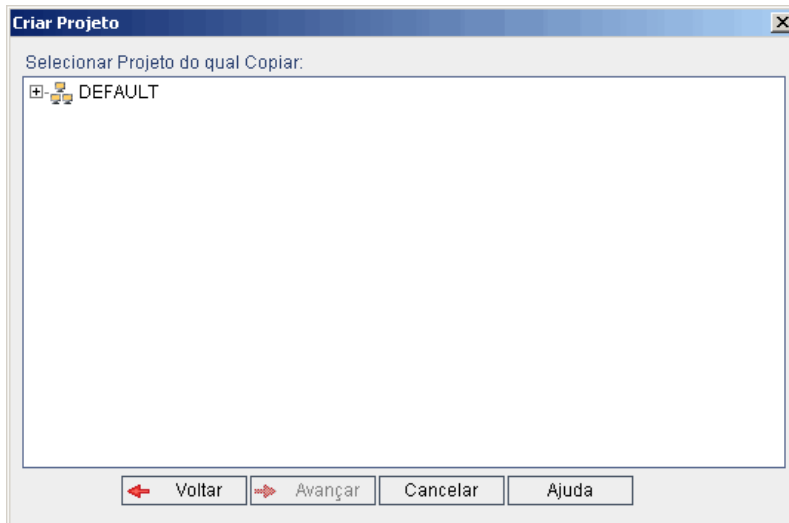 Criar Projeto
Selecionar Projeto do qual Copiar:
DEFAULT
Voltar
Avançar
Cancelar
Ajuda